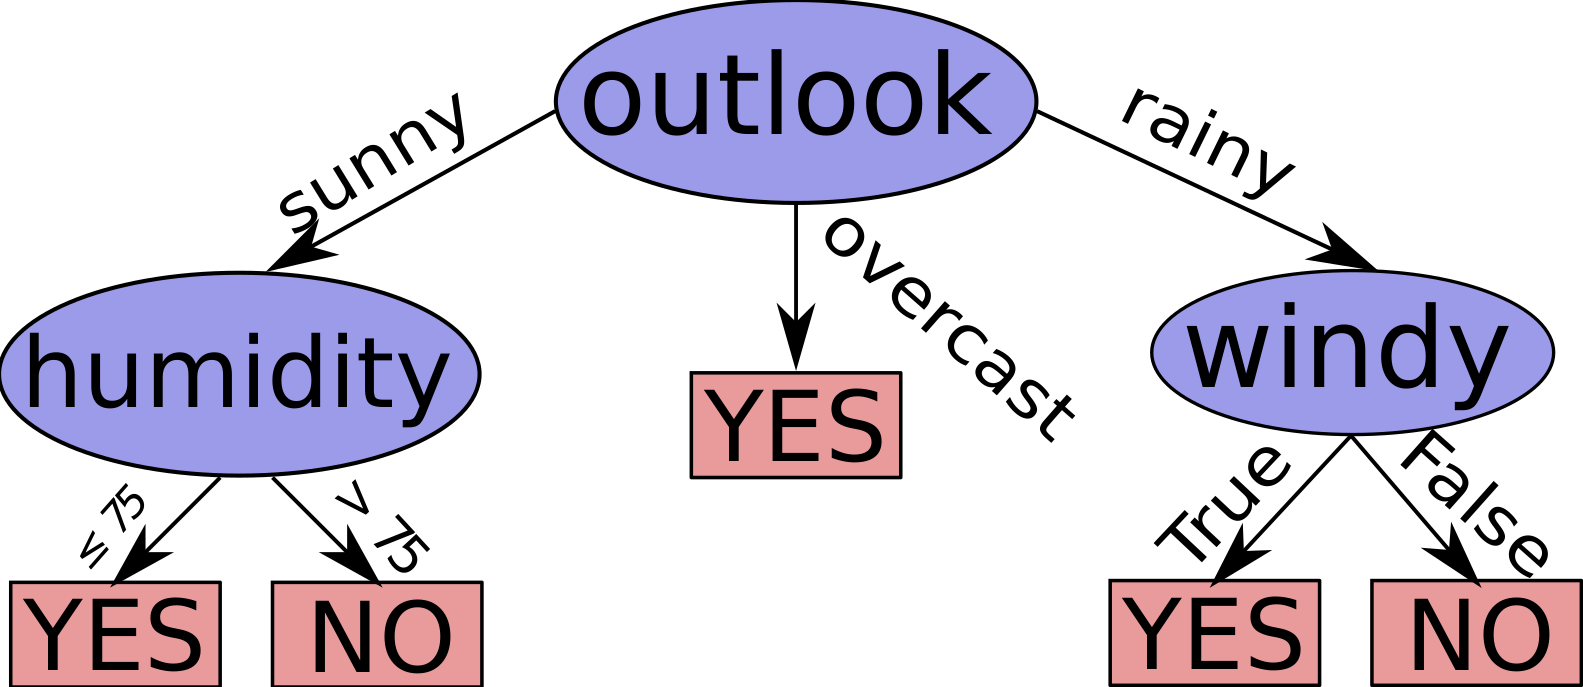 outlook
sunny
overcast
rainy
humidity
YES
windy
≤ 75
> 75
True
False
YES
NO
YES
NO